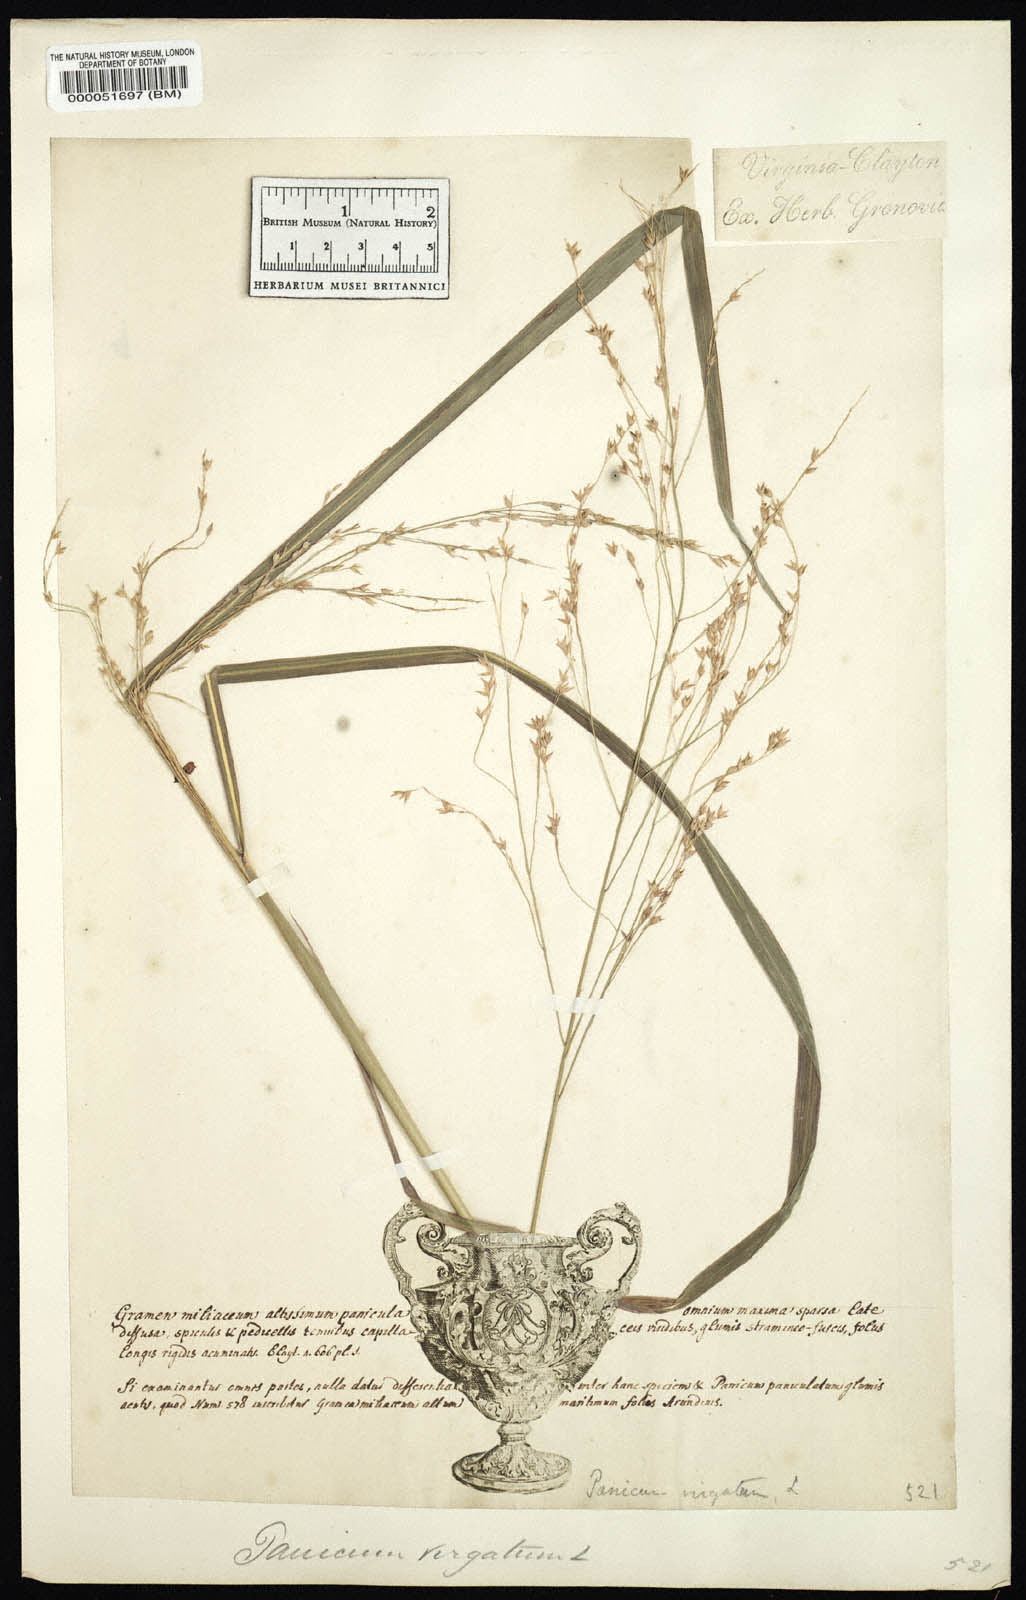 THE NATURAL HISTORY MUSEUM, LONDON
DEPARTMENT OF BOTANY
000051697 (BM)
Virginia - Clayton
Ex. Herb. Gronovii
1 2
BRITISH MUSEUM (NATURAL HISTORY)
1 2 3 4 5
HERBARIUM MUSEI BRITANNICI
Gramen miliaceum altissimum panicula omnium maxima sparsa late
diffusa, spiculis & pedicellis tenuibus capilla ceis viridibus, glumis stramineo-fuscis, foliis
longis rigidis acuminatis. Clayt. n. 606 pl. 1.
Si examinantur omnes partes, nulla datur differentia inter hanc speciem & Panicum paniculatum glumis
acutis, quod Num 578 inscribitur Gramen miliaceum altum maritimum foliis Arundinis.
Panicum virgatum, L
521
Panicum virgatum L
521